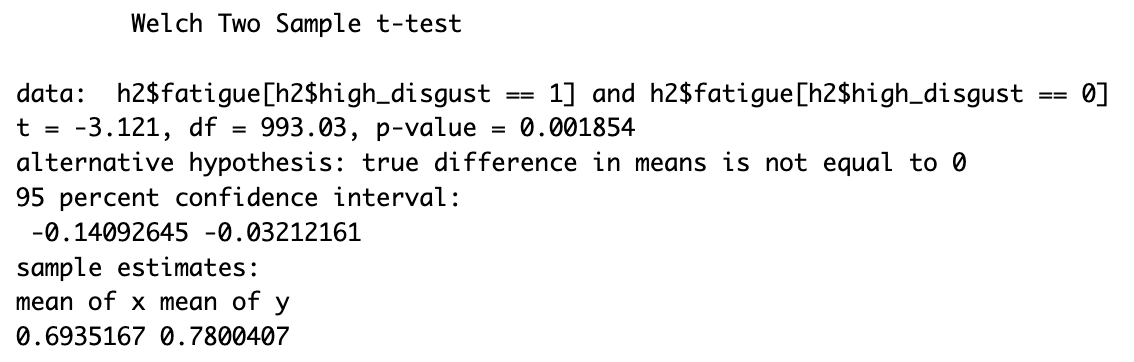 Welch Two Sample t-test
data:  h2$fatigue[h2$high_disgust == 1] and h2$fatigue[h2$high_disgust == 0]
t = -3.121, df = 993.03, p-value = 0.001854
alternative hypothesis: true difference in means is not equal to 0
95 percent confidence interval:
 -0.14092645 -0.03212161
sample estimates:
mean of x mean of y
0.6935167 0.7800407